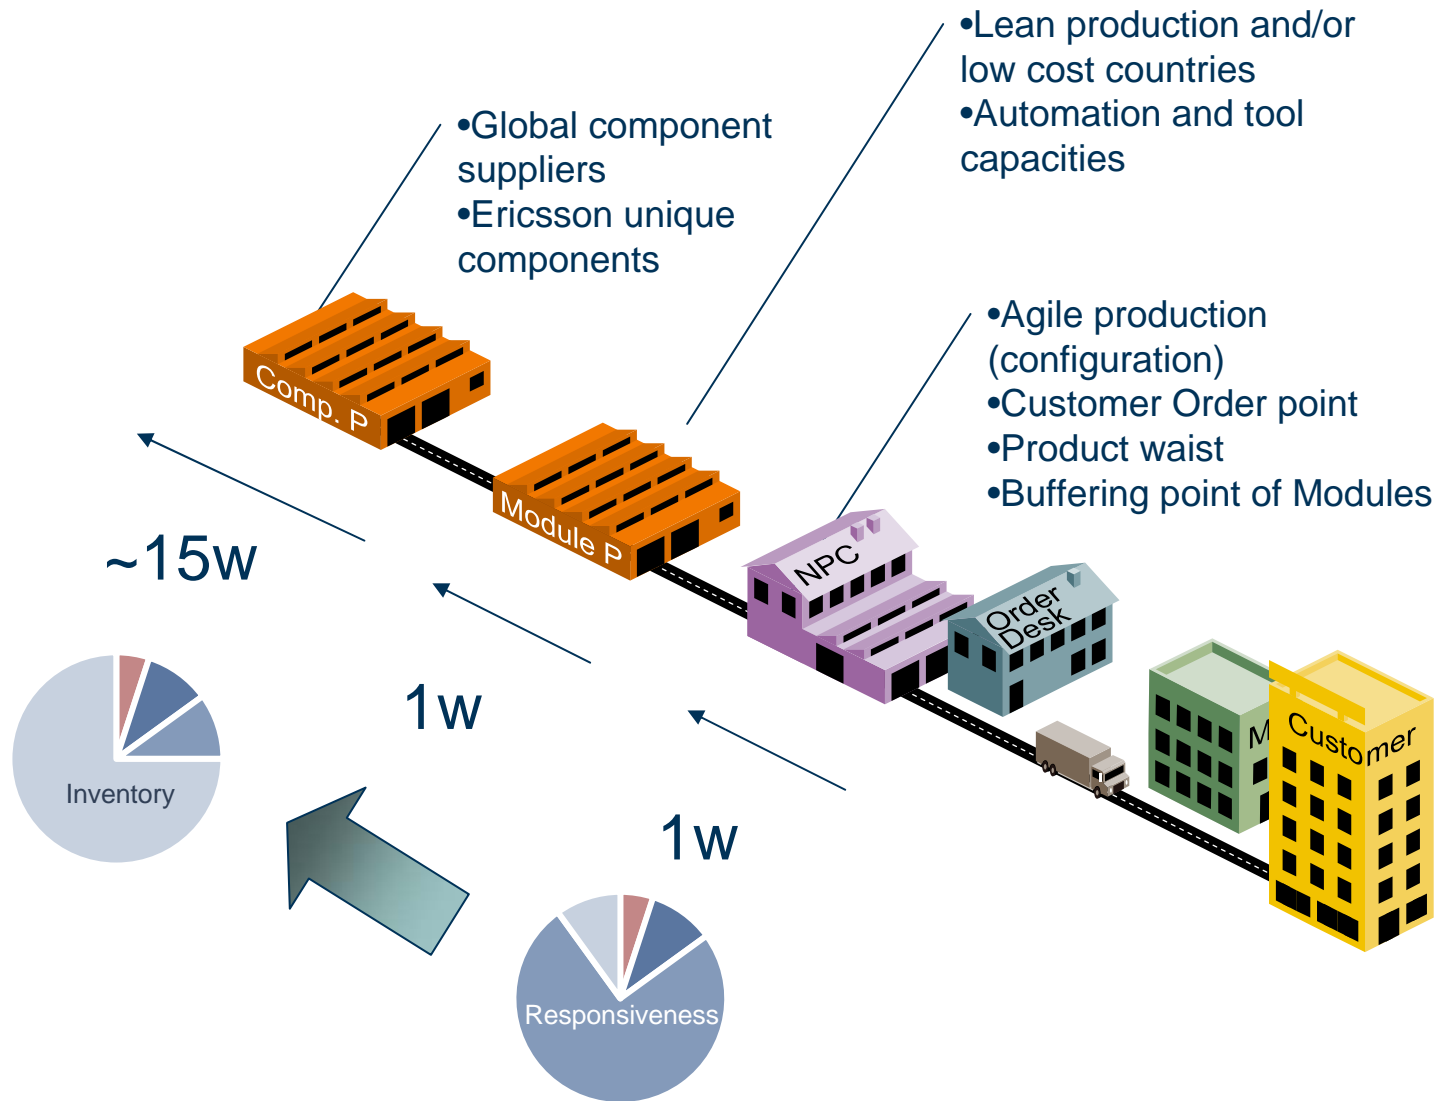 •Lean production and/or
low cost countries
•Automation and tool
capacities
•Global component
suppliers
•Ericsson unique
components
•Agile production
(configuration)
•Customer Order point
•Product waist
•Buffering point of Modules
Comp. P
Module P
NPC
Order
Desk
M
Customer
~15w
1w
1w
Inventory
Responsiveness